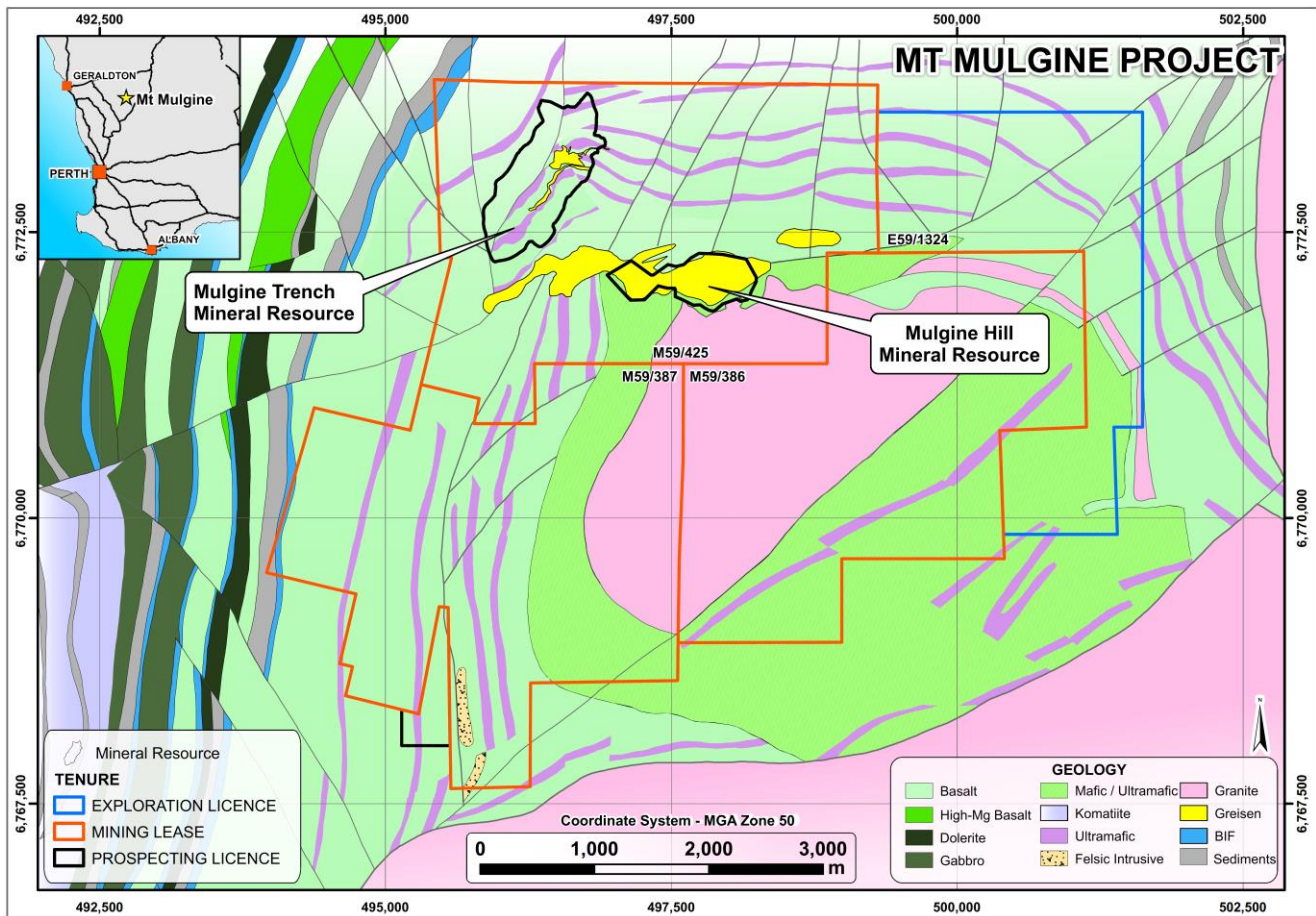 492,500
495,000
497,500
500,000
502,500
MT MULGINE PROJECT
GERALDTON
Mt Mulgine
PERTH
ALBANY
6,772,500
6,772,500
E59/1324
Mulgine Trench
Mineral Resource
Mulgine Hill
Mineral Resource
M59/425
M59/387
M59/386
6,770,000
6,770,000
N
Mineral Resource
TENURE
EXPLORATION LICENCE
MINING LEASE
PROSPECTING LICENCE
6,767,500
6,767,500
Coordinate System - MGA Zone 50
0
1,000
2,000
3,000
m
GEOLOGY
Basalt
High-Mg Basalt
Dolerite
Gabbro
Mafic / Ultramafic
Komatiite
Ultramafic
Felsic Intrusive
Granite
Greisen
BIF
Sediments
492,500
495,000
497,500
500,000
502,500